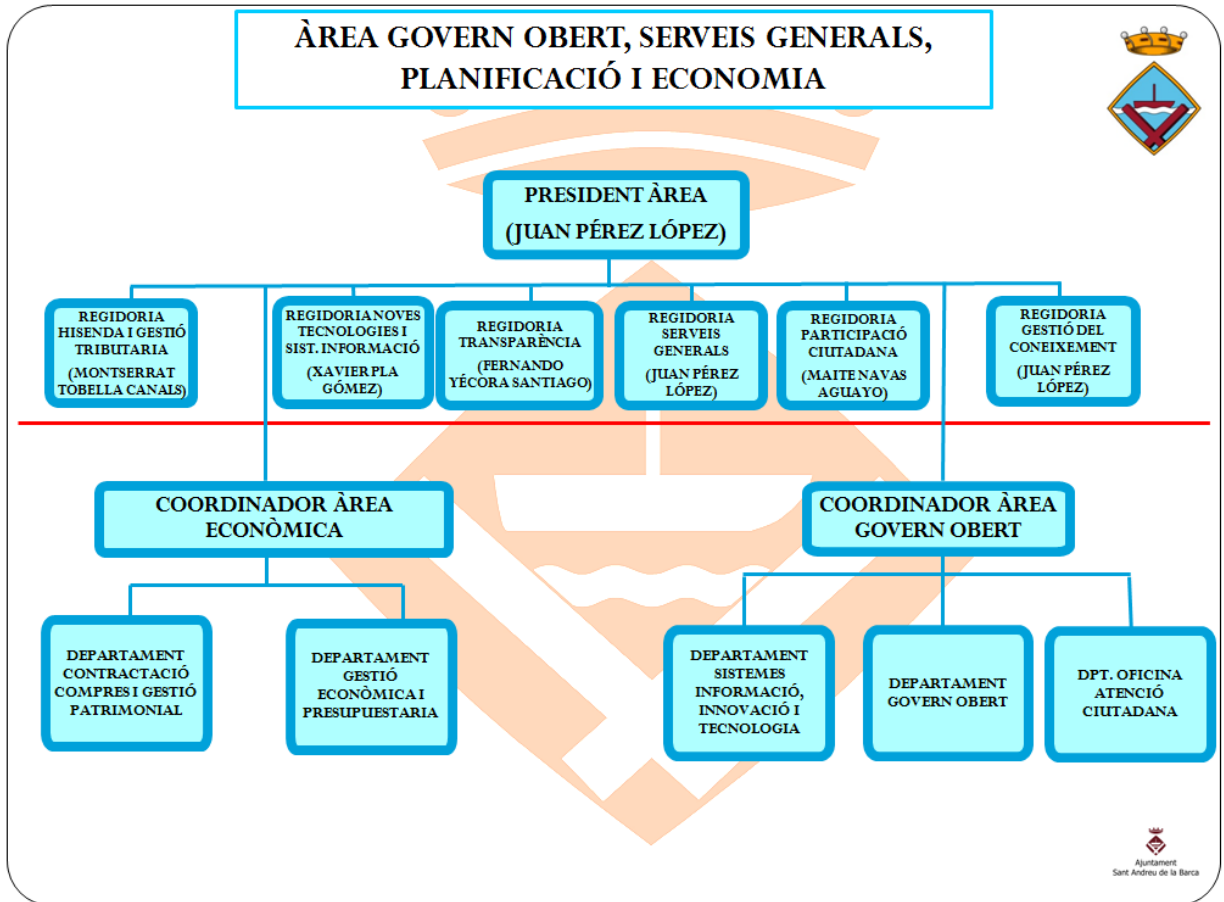 ÀREA GOVERN OBERT, SERVEIS GENERALS,
PLANIFICACIÓ I ECONOMIA
PRESIDENT ÀREA
(JUAN PÉREZ LÓPEZ)
REGIDORIA
HISENDA I GESTIÓ
TRIBUTARIA
(MONTSERRAT
TOBELLA CANALS)
REGIDORIA NOVES
TECNOLOGIES I
SIST. INFORMACIÓ
(XAVIER PLA
GÓMEZ)
REGIDORIA
TRANSPARÈNCIA
(FERNANDO
YÉCORA SANTIAGO)
REGIDORIA
SERVEIS
GENERALS
(JUAN PÉREZ
LÓPEZ)
REGIDORIA
PARTICIPACIÓ
CIUTADANA
(MAITE NAVAS
AGUAYO)
REGIDORIA
GESTIÓ DEL
CONEIXEMENT
(JUAN PÉREZ
LÓPEZ)
COORDINADOR ÀREA
ECONÒMICA
COORDINADOR ÀREA
GOVERN OBERT
DEPARTAMENT
CONTRACTACIÓ
COMPRES I GESTIÓ
PATRIMONIAL
DEPARTAMENT
GESTIÓ
ECONÒMICA I
PRESUPUESTARIA
DEPARTAMENT
SISTEMES
INFORMACIÓ,
INNOVACIÓ I
TECNOLOGIA
DEPARTAMENT
GOVERN OBERT
DPT. OFICINA
ATENCIÓ
CIUTADANA
Ajuntament
Sant Andreu de la Barca